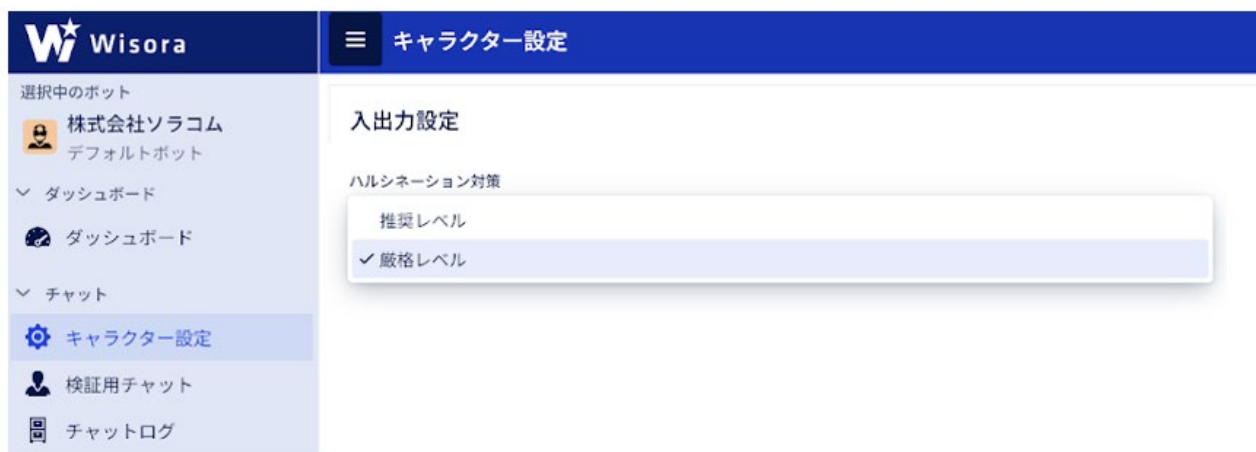 Wisora
キャラクター設定
選択中のボット
株式会社ソラコム
デフォルトボット
ダッシュボード
ダッシュボード
チャット
キャラクター設定
検証用チャット
チャットログ
入出力設定
ハルシネーション対策
推奨レベル
厳格レベル